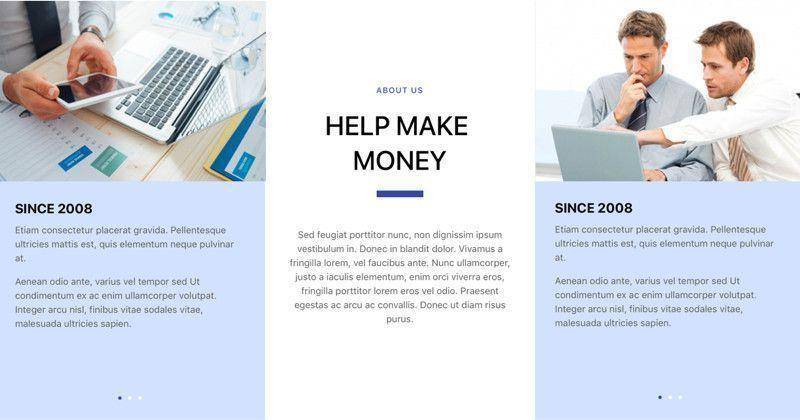 SINCE 2008
Etiam consectetur placerat gravida. Pellentesque
ultricies mattis est, quis elementum neque pulvinar
at.
Aenean odio ante, varius vel tempor sed Ut
condimentum ex ac enim ullamcorper volutpat.
Integer arcu nisl, finibus vitae sodales vitae,
malesuada ultricies sapien.
ABOUT US
HELP MAKE
MONEY
Sed feugiat porttitor nunc, non dignissim ipsum
vestibulum in. Donec in blandit dolor. Vivamus a
fringilla lorem, vel faucibus ante. Nunc ullamcorper,
justo a iaculis elementum, enim orci viverra eros,
fringilla porttitor lorem eros vel odio. Praesent
egestas ac arcu ac convallis. Donec ut diam risus
purus.
SINCE 2008
Etiam consectetur placerat gravida. Pellentesque
ultricies mattis est, quis elementum neque pulvinar
at.
Aenean odio ante, varius vel tempor sed Ut
condimentum ex ac enim ullamcorper volutpat.
Integer arcu nisl, finibus vitae sodales vitae,
malesuada ultricies sapien.